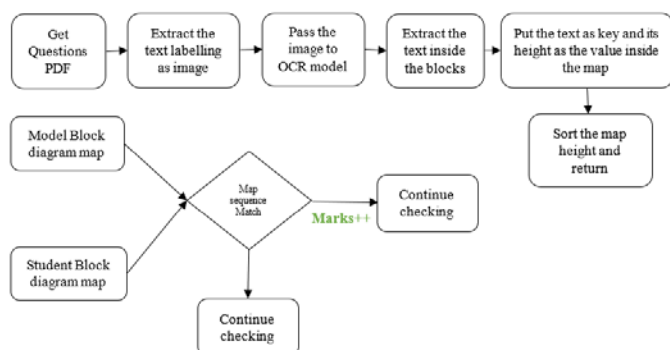 Get
Questions
PDF
Extract the
text labelling
as image
Pass the
image to
OCR model
Extract the
text inside
the blocks
Put the text as key and its
height as the value inside
the map
Sort the map
height and
return
Model Block
diagram map
Student Block
diagram map
Map
sequence
Match
Marks++
Continue
checking
Continue
checking